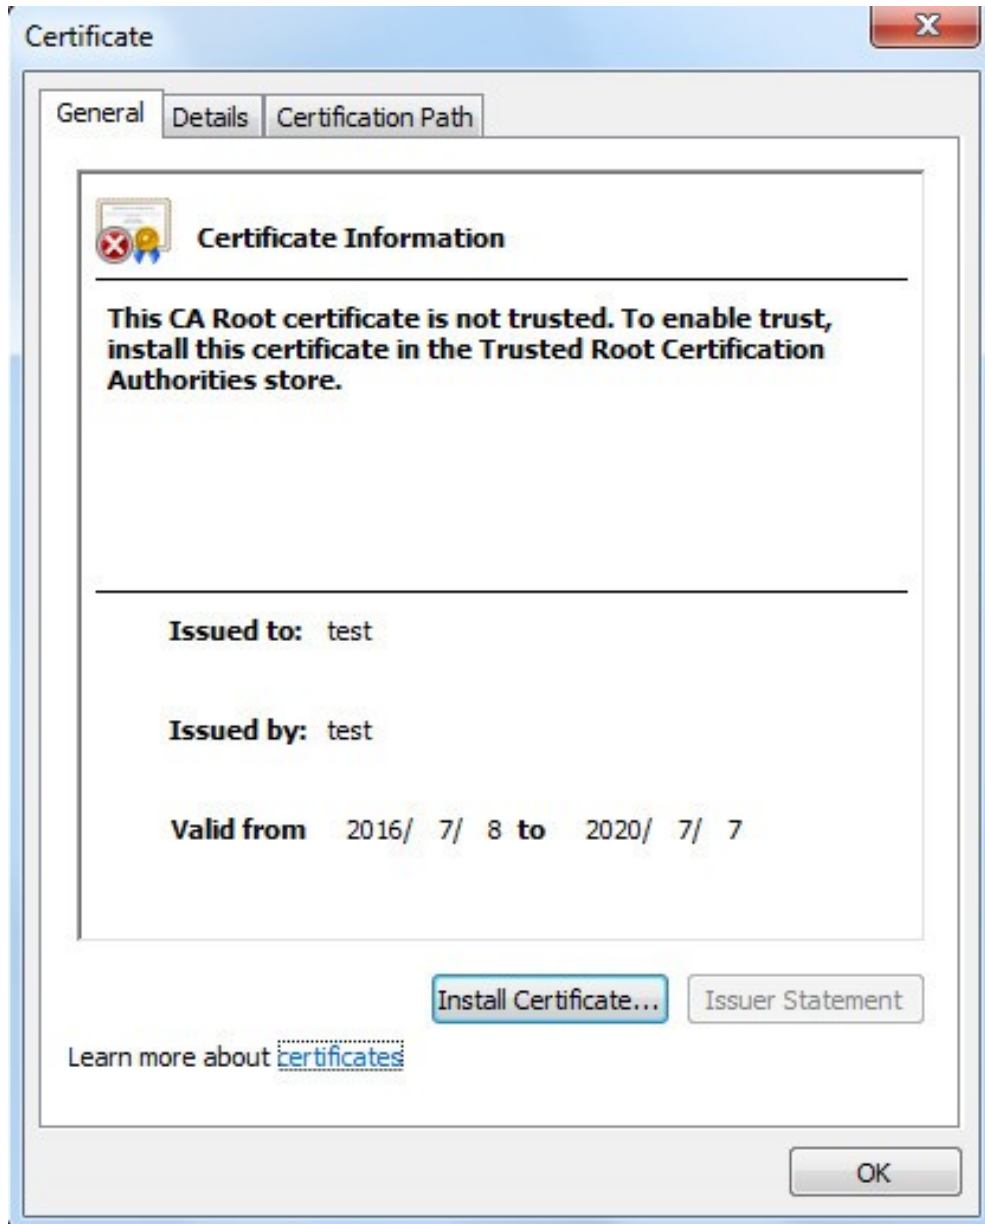 Certificate
General Details Certification Path
Certificate Information
This CA Root certificate is not trusted. To enable trust,
install this certificate in the Trusted Root Certification
Authorities store.
Issued to: test
Issued by: test
Valid from 2016/ 7/ 8 to 2020/ 7/ 7
Install Certificate... Issuer Statement
Learn more about certificates
OK